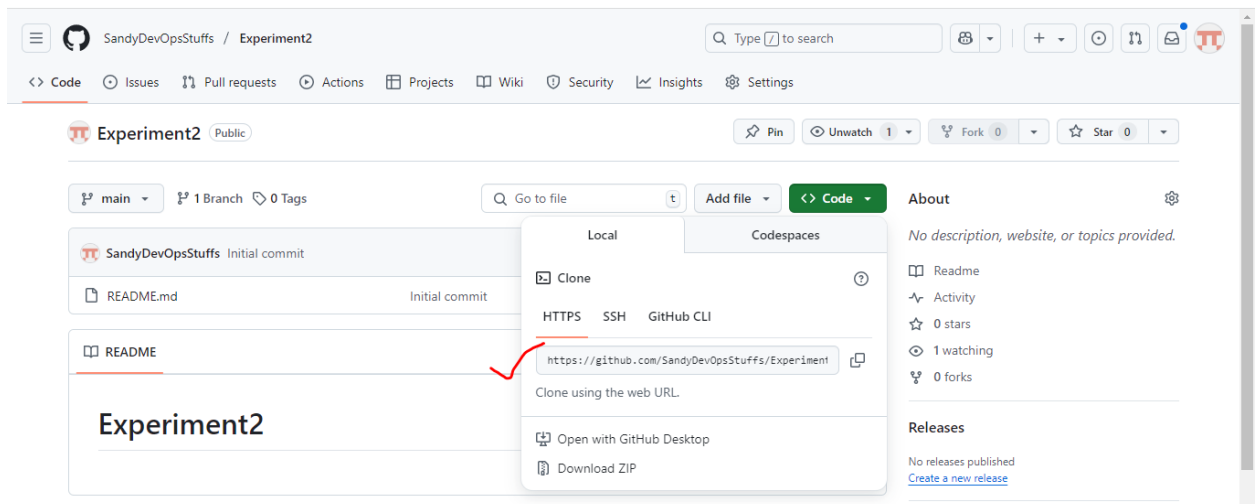 SandyDevOpsStuffs / Experiment2
Type / to search
Code Issues Pull requests Actions Projects Wiki Security Insights Settings
Experiment2 Public
Pin Unwatch 1 Fork 0 Star 0
main 1 Branch 0 Tags
Go to file t
Add file
Code
SandyDevOpsStuffs Initial commit
README.md Initial commit
README
Experiment2
Local Codespaces
Clone
HTTPS SSH GitHub CLI
https://github.com/SandyDevOpsStuffs/Experiment
Clone using the web URL.
Open with GitHub Desktop
Download ZIP
About
No description, website, or topics provided.
Readme
Activity
0 stars
1 watching
0 forks
Releases
No releases published
Create a new release